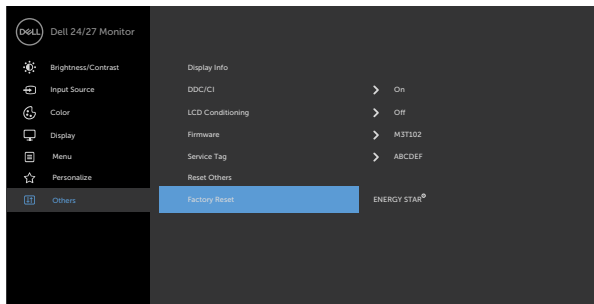 DELL Dell 24/27 Monitor
Brightness/Contrast Display Info
Input Source DDC/CI On
Color LCD Conditioning Off
Display Firmware M3T102
Menu Service Tag ABCDEF
Personalize Reset Others
Others Factory Reset ENERGY STAR®